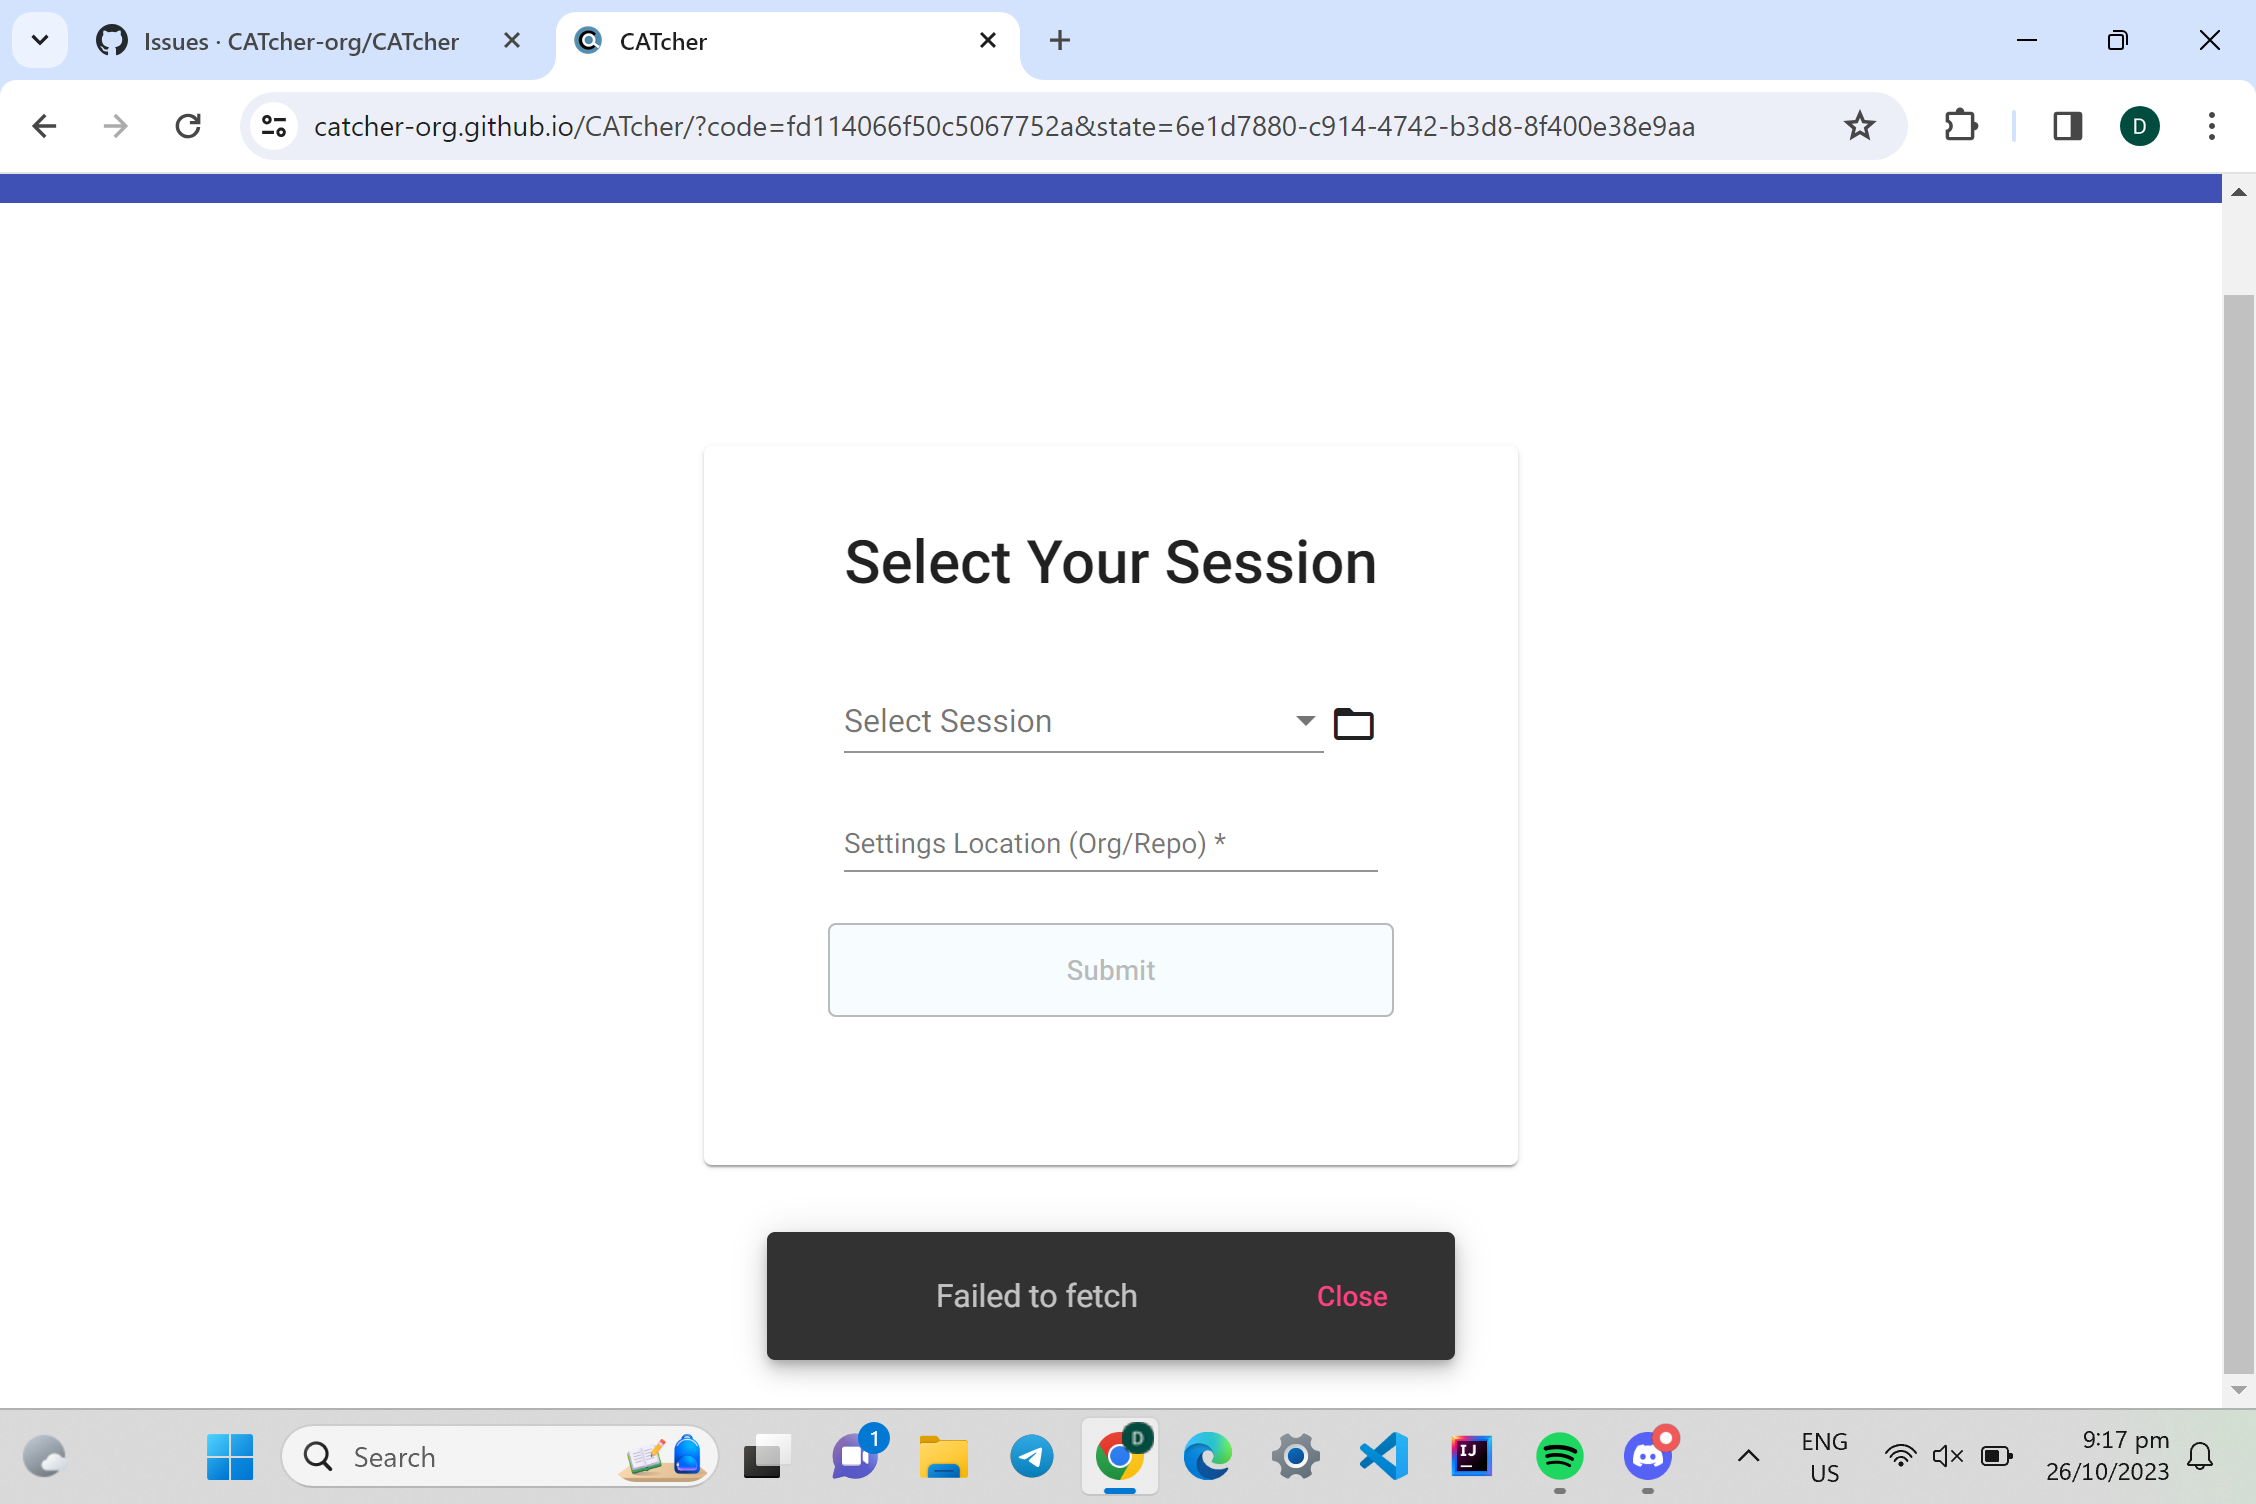 Issues · CATcher-org/CATcher
CATcher
catcher-org.github.io/CATcher/?code=fd114066f50c5067752a&state=6e1d7880-c914-4742-b3d8-8f400e38e9aa
D
Select Your Session
Select Session
Settings Location (Org/Repo) *
Submit
Failed to fetch
Close
Search
1
D
IJ
ENG
US
9:17 pm
26/10/2023